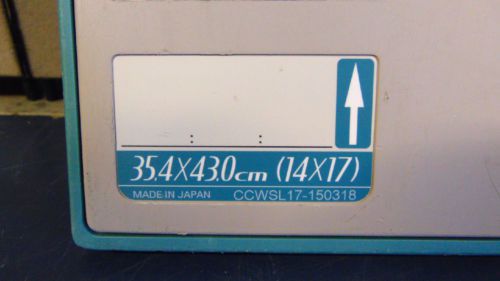 : :
35.4X43.0cm (14X17)
MADE IN JAPAN CCWSL17-150318